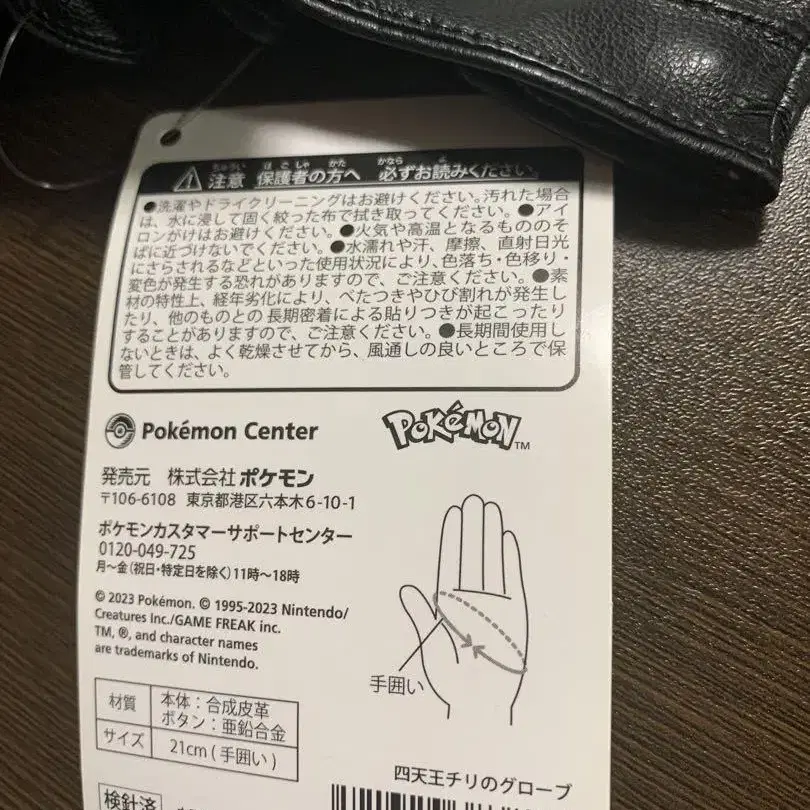 注意 保護者の方へ 必ずお読みください。
●洗濯やドライクリーニングはお避けください。汚れた場合
は、水に浸して固く絞った布で拭き取ってください。●アイ
ロンがけはお避けください。●火気や高温となるもののそ
ばに近づけないでください。●水濡れや汗、摩擦、直射日光
にさらされるなどといった使用状況により、色落ち・色移り・
変色が発生する恐れがありますので、ご注意ください。●素
材の特性上、経年劣化により、べたつきやひび割れが発生し
たり、他のものとの長期密着による貼りつきが起こったり
することがありますので、ご注意ください。●長期間使用し
ないときは、よく乾燥させてから、風通しの良いところで保
管してください。
Pokémon Center
POKéMON TM
発売元 株式会社ポケモン
〒106-6108 東京都港区六本木6-10-1
ポケモンカスタマーサポートセンター
0120-049-725
月～金(祝日・特定日を除く)11時～18時
© 2023 Pokémon. © 1995-2023 Nintendo/
Creatures Inc./GAME FREAK inc.
TM, ®, and character names
are trademarks of Nintendo.
手囲い
材質 本体:合成皮革
ボタン:亜鉛合金
サイズ 21cm(手囲い)
四天王チリのグローブ
検針済